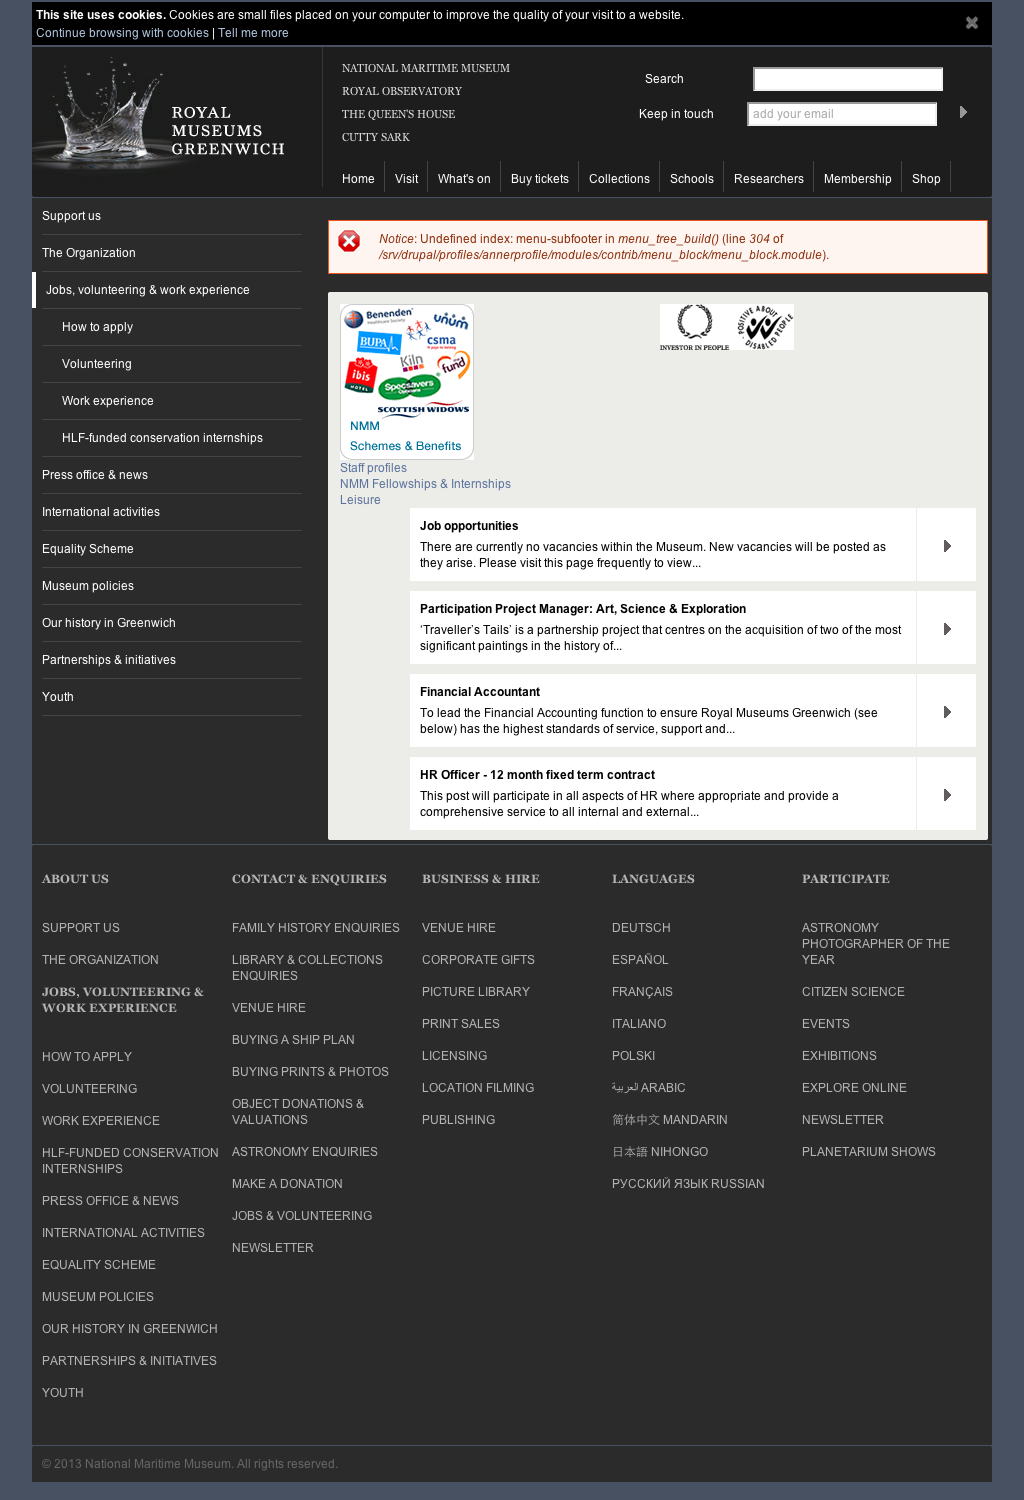 This site uses cookies. Cookies are small files placed on your computer to improve the quality of your visit to a website.
Continue browsing with cookies | Tell me more
ROYAL
MUSEUMS
GREENWICH
NATIONAL MARITIME MUSEUM
ROYAL OBSERVATORY
THE QUEEN'S HOUSE
CUTTY SARK
Search
Keep in touch
add your email
Home
Visit
What's on
Buy tickets
Collections
Schools
Researchers
Membership
Shop
Support us
The Organization
Jobs, volunteering & work experience
How to apply
Volunteering
Work experience
HLF-funded conservation internships
Press office & news
International activities
Equality Scheme
Museum policies
Our history in Greenwich
Partnerships & initiatives
Youth
Notice: Undefined index: menu-subfooter in menu_tree_build() (line 304 of
/srv/drupal/profiles/annerprofile/modules/contrib/menu_block/menu_block.module).
Benenden
Healthcare Society
unum
BUPA
csma
Kiln
fund
ibis
HOTEL
Specsavers
Opticians
SCOTTISH WIDOWS
NMM
Schemes & Benefits
INVESTOR IN PEOPLE
POSITIVE ABOUT
DISABLED PEOPLE
Staff profiles
NMM Fellowships & Internships
Leisure
Job opportunities
There are currently no vacancies within the Museum. New vacancies will be posted as
they arise. Please visit this page frequently to view...
Participation Project Manager: Art, Science & Exploration
'Traveller's Tails' is a partnership project that centres on the acquisition of two of the most
significant paintings in the history of...
Financial Accountant
To lead the Financial Accounting function to ensure Royal Museums Greenwich (see
below) has the highest standards of service, support and...
HR Officer - 12 month fixed term contract
This post will participate in all aspects of HR where appropriate and provide a
comprehensive service to all internal and external...
ABOUT US
SUPPORT US
THE ORGANIZATION
JOBS, VOLUNTEERING &
WORK EXPERIENCE
HOW TO APPLY
VOLUNTEERING
WORK EXPERIENCE
HLF-FUNDED CONSERVATION
INTERNSHIPS
PRESS OFFICE & NEWS
INTERNATIONAL ACTIVITIES
EQUALITY SCHEME
MUSEUM POLICIES
OUR HISTORY IN GREENWICH
PARTNERSHIPS & INITIATIVES
YOUTH
CONTACT & ENQUIRIES
FAMILY HISTORY ENQUIRIES
LIBRARY & COLLECTIONS
ENQUIRIES
VENUE HIRE
BUYING A SHIP PLAN
BUYING PRINTS & PHOTOS
OBJECT DONATIONS &
VALUATIONS
ASTRONOMY ENQUIRIES
MAKE A DONATION
JOBS & VOLUNTEERING
NEWSLETTER
BUSINESS & HIRE
VENUE HIRE
CORPORATE GIFTS
PICTURE LIBRARY
PRINT SALES
LICENSING
LOCATION FILMING
PUBLISHING
LANGUAGES
DEUTSCH
ESPAÑOL
FRANÇAIS
ITALIANO
POLSKI
العربية ARABIC
简体中文 MANDARIN
日本語 NIHONGO
РУССКИЙ ЯЗЫК RUSSIAN
PARTICIPATE
ASTRONOMY
PHOTOGRAPHER OF THE
YEAR
CITIZEN SCIENCE
EVENTS
EXHIBITIONS
EXPLORE ONLINE
NEWSLETTER
PLANETARIUM SHOWS
© 2013 National Maritime Museum. All rights reserved.